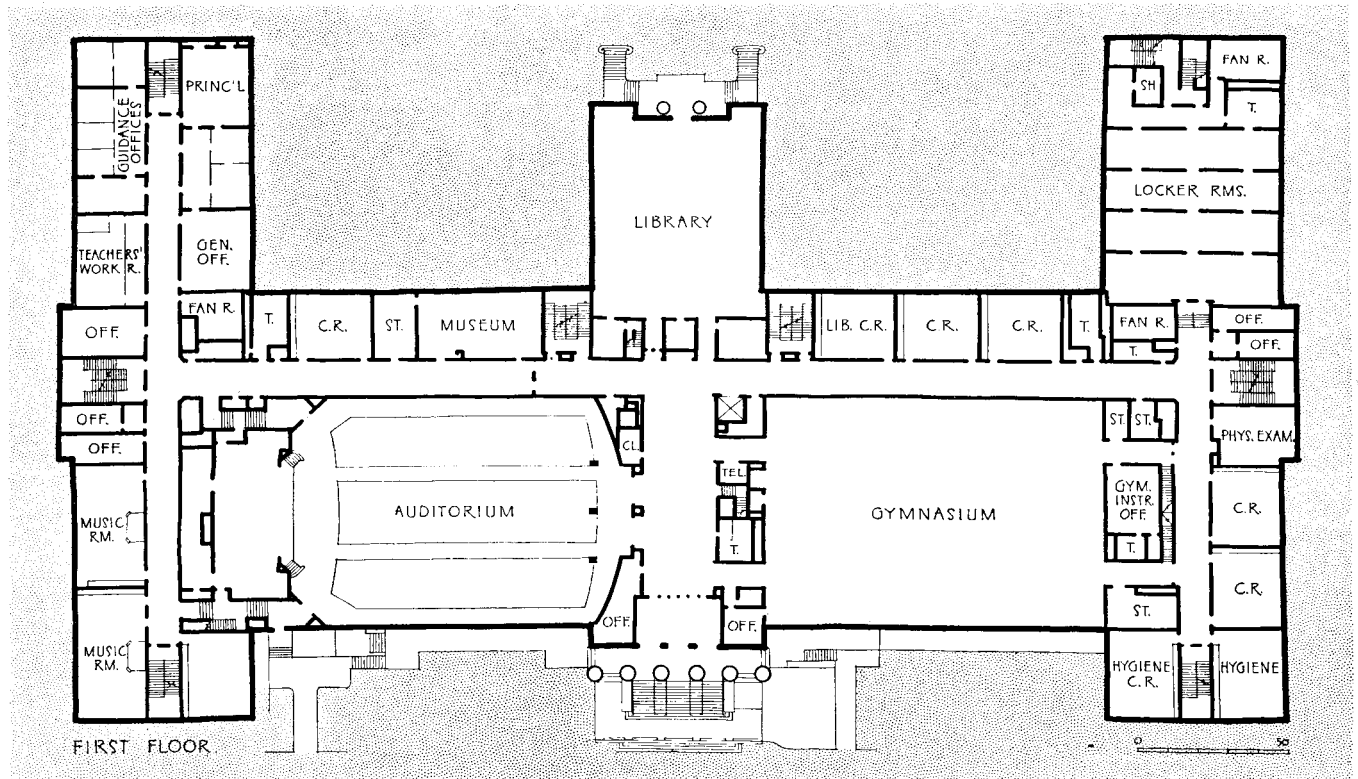 PRINC'L
GUIDANCE
OFFICES
TEACHERS'
WORK R.
GEN.
OFF.
FAN R.
OFF.
OFF.
OFF.
T.
C.R.
ST.
MUSEUM
LIBRARY
LIB. C.R.
C.R.
C.R.
T.
SH
FAN R.
T.
LOCKER RMS.
FAN R.
T.
OFF.
OFF.
MUSIC
RM.
MUSIC
RM.
AUDITORIUM
CL.
TEL.
T.
OFF.
OFF.
GYMNASIUM
ST.
ST.
PHYS. EXAM.
GYM.
INSTR.
OFF.
T.
C.R.
C.R.
ST.
HYGIENE
C.R.
HYGIENE
FIRST FLOOR
0
50